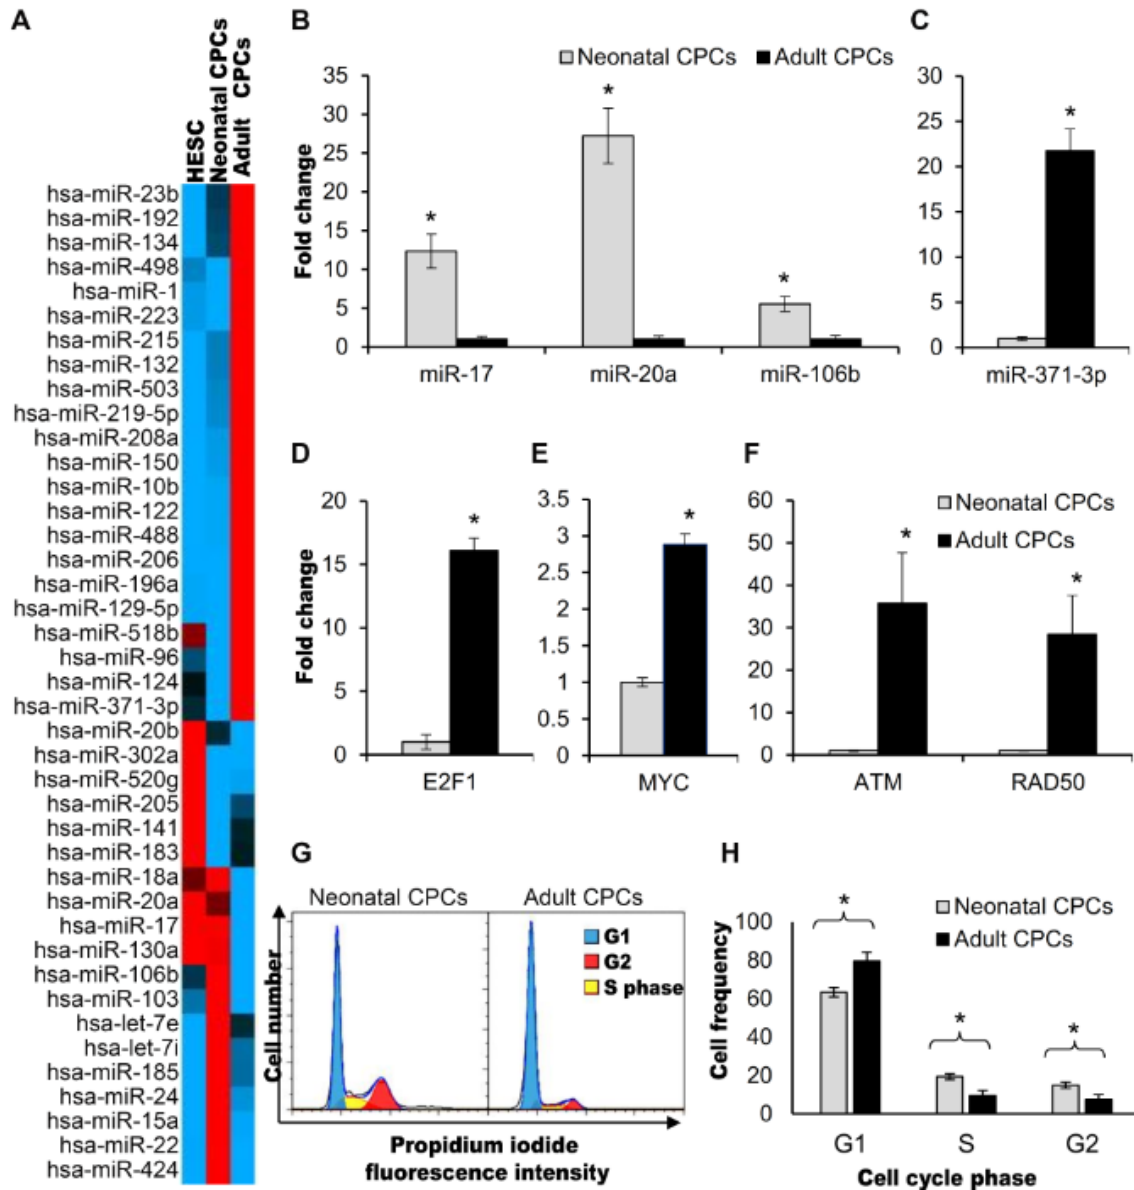 A
HESC
Neonatal CPCs
Adult CPCs
hsa-miR-23b
hsa-miR-192
hsa-miR-134
hsa-miR-498
hsa-miR-1
hsa-miR-223
hsa-miR-215
hsa-miR-132
hsa-miR-503
hsa-miR-219-5p
hsa-miR-208a
hsa-miR-150
hsa-miR-10b
hsa-miR-122
hsa-miR-488
hsa-miR-206
hsa-miR-196a
hsa-miR-129-5p
hsa-miR-518b
hsa-miR-96
hsa-miR-124
hsa-miR-371-3p
hsa-miR-20b
hsa-miR-302a
hsa-miR-520g
hsa-miR-205
hsa-miR-141
hsa-miR-183
hsa-miR-18a
hsa-miR-20a
hsa-miR-17
hsa-miR-130a
hsa-miR-106b
hsa-miR-103
hsa-let-7e
hsa-let-7i
hsa-miR-185
hsa-miR-24
hsa-miR-15a
hsa-miR-22
hsa-miR-424
B
Neonatal CPCs Adult CPCs
Fold change
35
30
25
20
15
10
5
0
* * *
miR-17 miR-20a miR-106b
C
30
25
20
15
10
5
0
*
miR-371-3p
D
Fold change
20
15
10
5
0
*
E2F1
E
3.5
3
2.5
2
1.5
1
0.5
0
*
MYC
F
60
50
40
30
20
10
0
Neonatal CPCs
Adult CPCs
* *
ATM RAD50
G
Neonatal CPCs Adult CPCs
Cell number
G1
G2
S phase
Propidium iodide
fluorescence intensity
H
Neonatal CPCs
Adult CPCs
Cell frequency
100
80
60
40
20
0
* * *
G1 S G2
Cell cycle phase